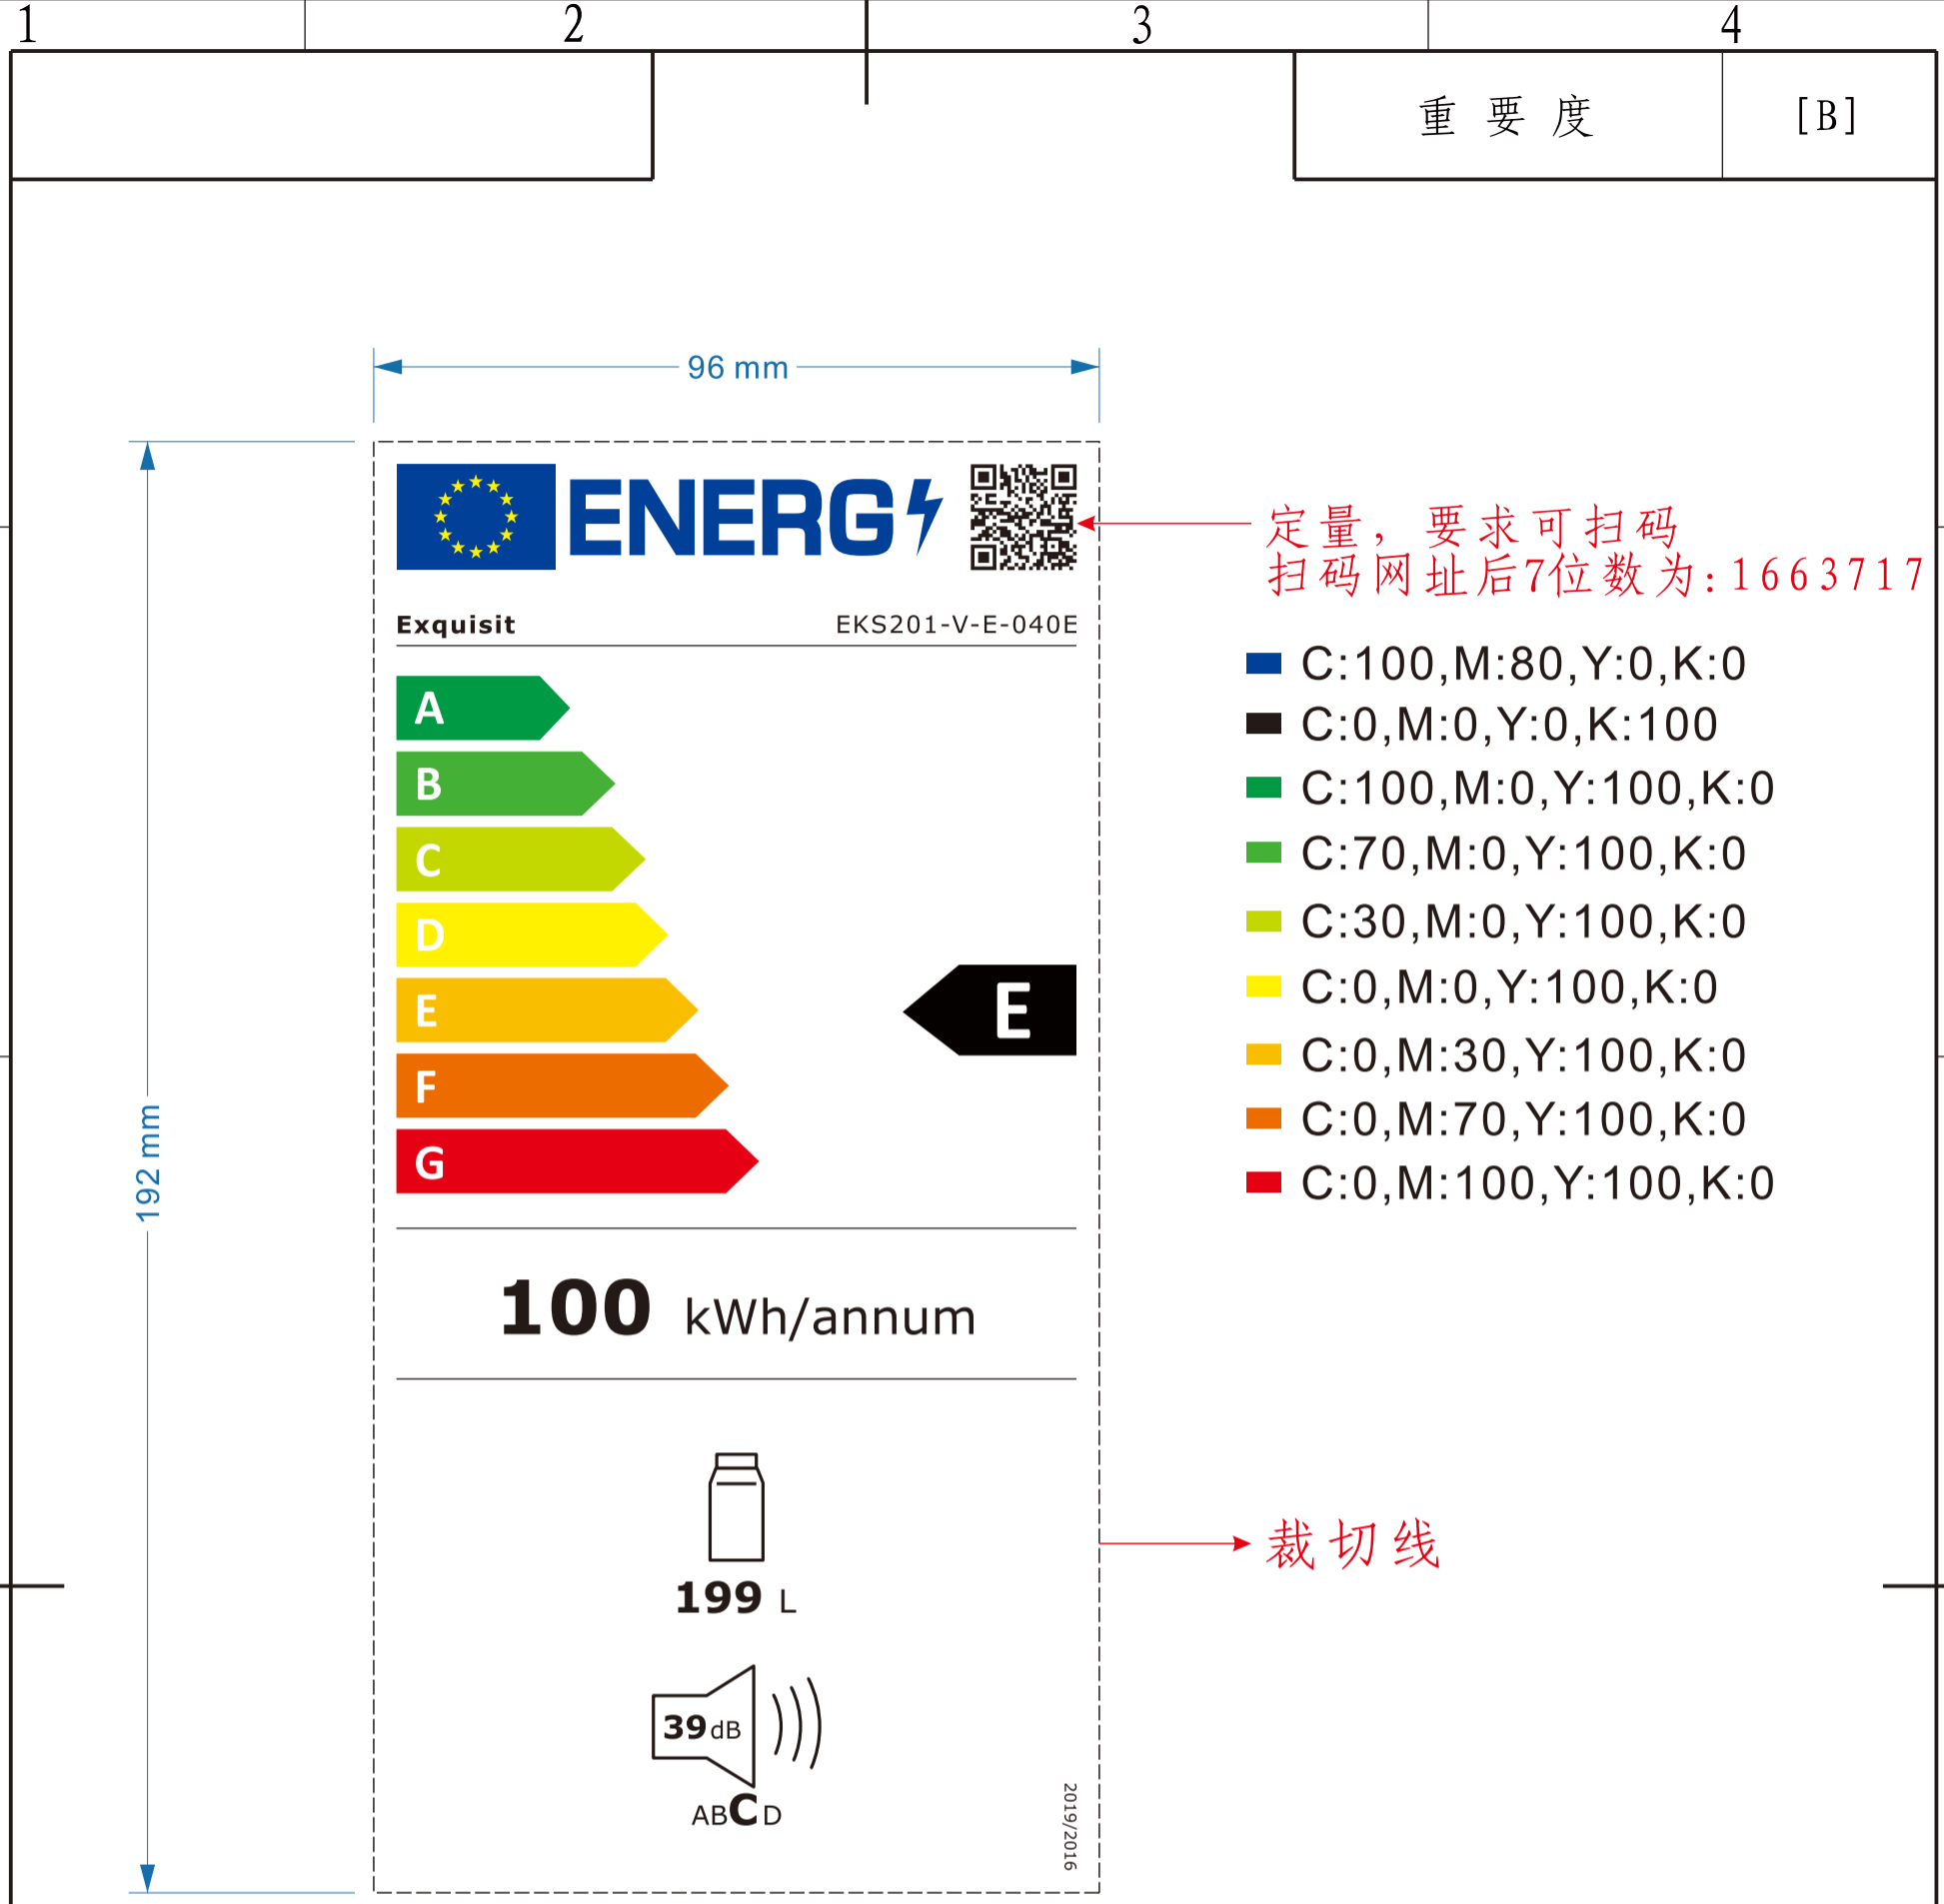 1 2 3 4
重要度 [B]
96 mm
192 mm
ENERG
定量，要求可扫码
扫码网址后7位数为:1663717
Exquisit EKS201-V-E-040E
A
B
C
D
E
F
G
E
C:100,M:80,Y:0,K:0
C:0,M:0,Y:0,K:100
C:100,M:0,Y:100,K:0
C:70,M:0,Y:100,K:0
C:30,M:0,Y:100,K:0
C:0,M:0,Y:100,K:0
C:0,M:30,Y:100,K:0
C:0,M:70,Y:100,K:0
C:0,M:100,Y:100,K:0
100 kWh/annum
裁切线
199 L
39 dB
ABCD
2019/2016